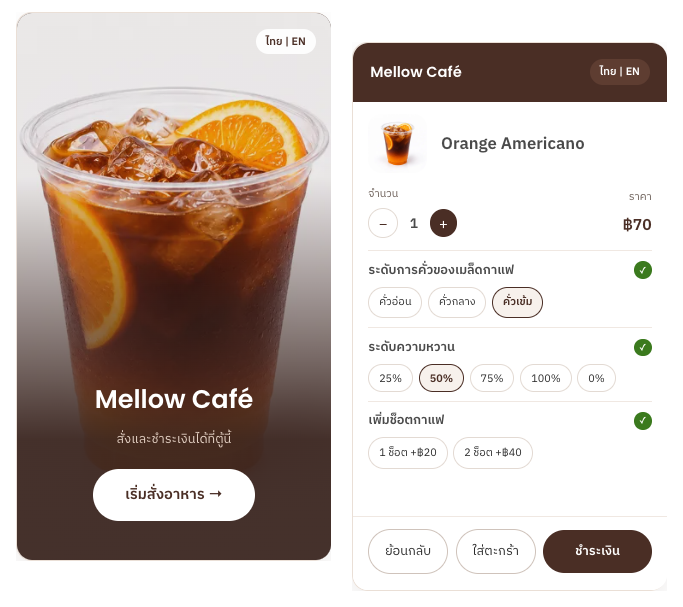 ไทย | EN
Mellow Café
สั่งและชำระเงินได้ที่ตู้นี้
เริ่มสั่งอาหาร →
Mellow Café
ไทย | EN
Orange Americano
จำนวน
ราคา
− 1 +
฿70
ระดับการคั่วของเมล็ดกาแฟ
คั่วอ่อน คั่วกลาง คั่วเข้ม
ระดับความหวาน
25% 50% 75% 100% 0%
เพิ่มช็อตกาแฟ
1 ช็อต +฿20 2 ช็อต +฿40
ย้อนกลับ ใส่ตะกร้า ชำระเงิน